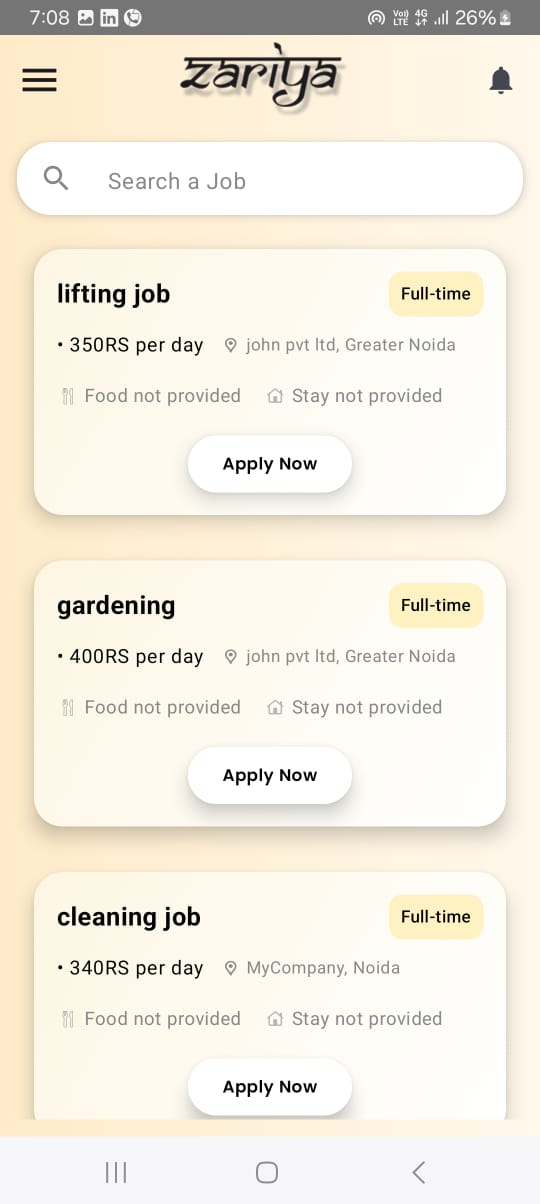 7:08 Vo) LTE 4G 26%
zariya
Search a Job
lifting job Full-time
• 350RS per day john pvt ltd, Greater Noida
Food not provided Stay not provided
Apply Now
gardening Full-time
• 400RS per day john pvt ltd, Greater Noida
Food not provided Stay not provided
Apply Now
cleaning job Full-time
• 340RS per day MyCompany, Noida
Food not provided Stay not provided
Apply Now